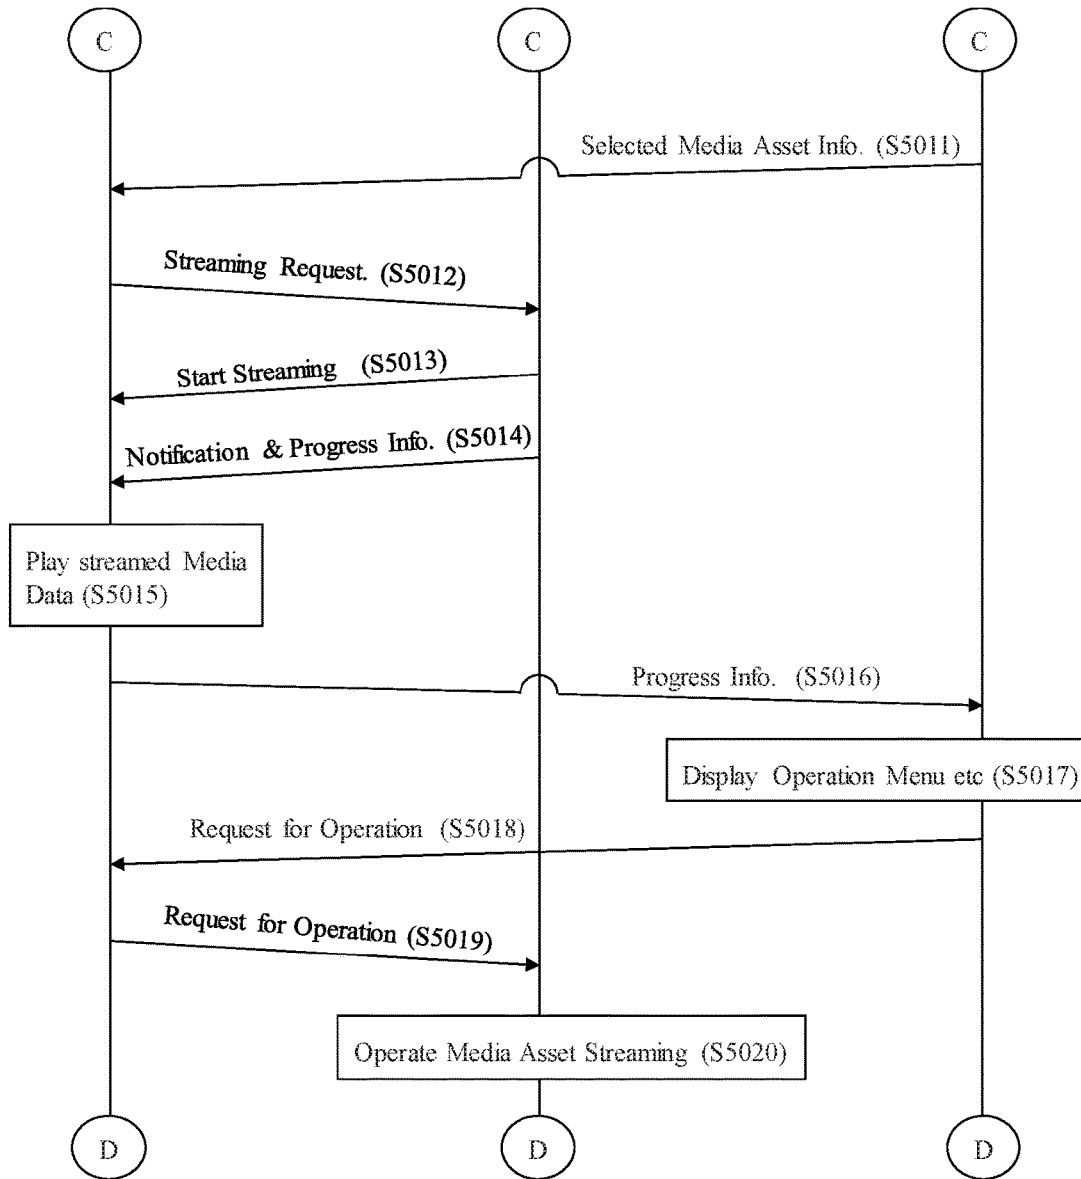 C C C
Selected Media Asset Info. (S5011)
Streaming Request. (S5012)
Start Streaming (S5013)
Notification & Progress Info. (S5014)
Play streamed Media
Data (S5015)
Progress Info. (S5016)
Display Operation Menu etc (S5017)
Request for Operation (S5018)
Request for Operation (S5019)
Operate Media Asset Streaming (S5020)
D D D